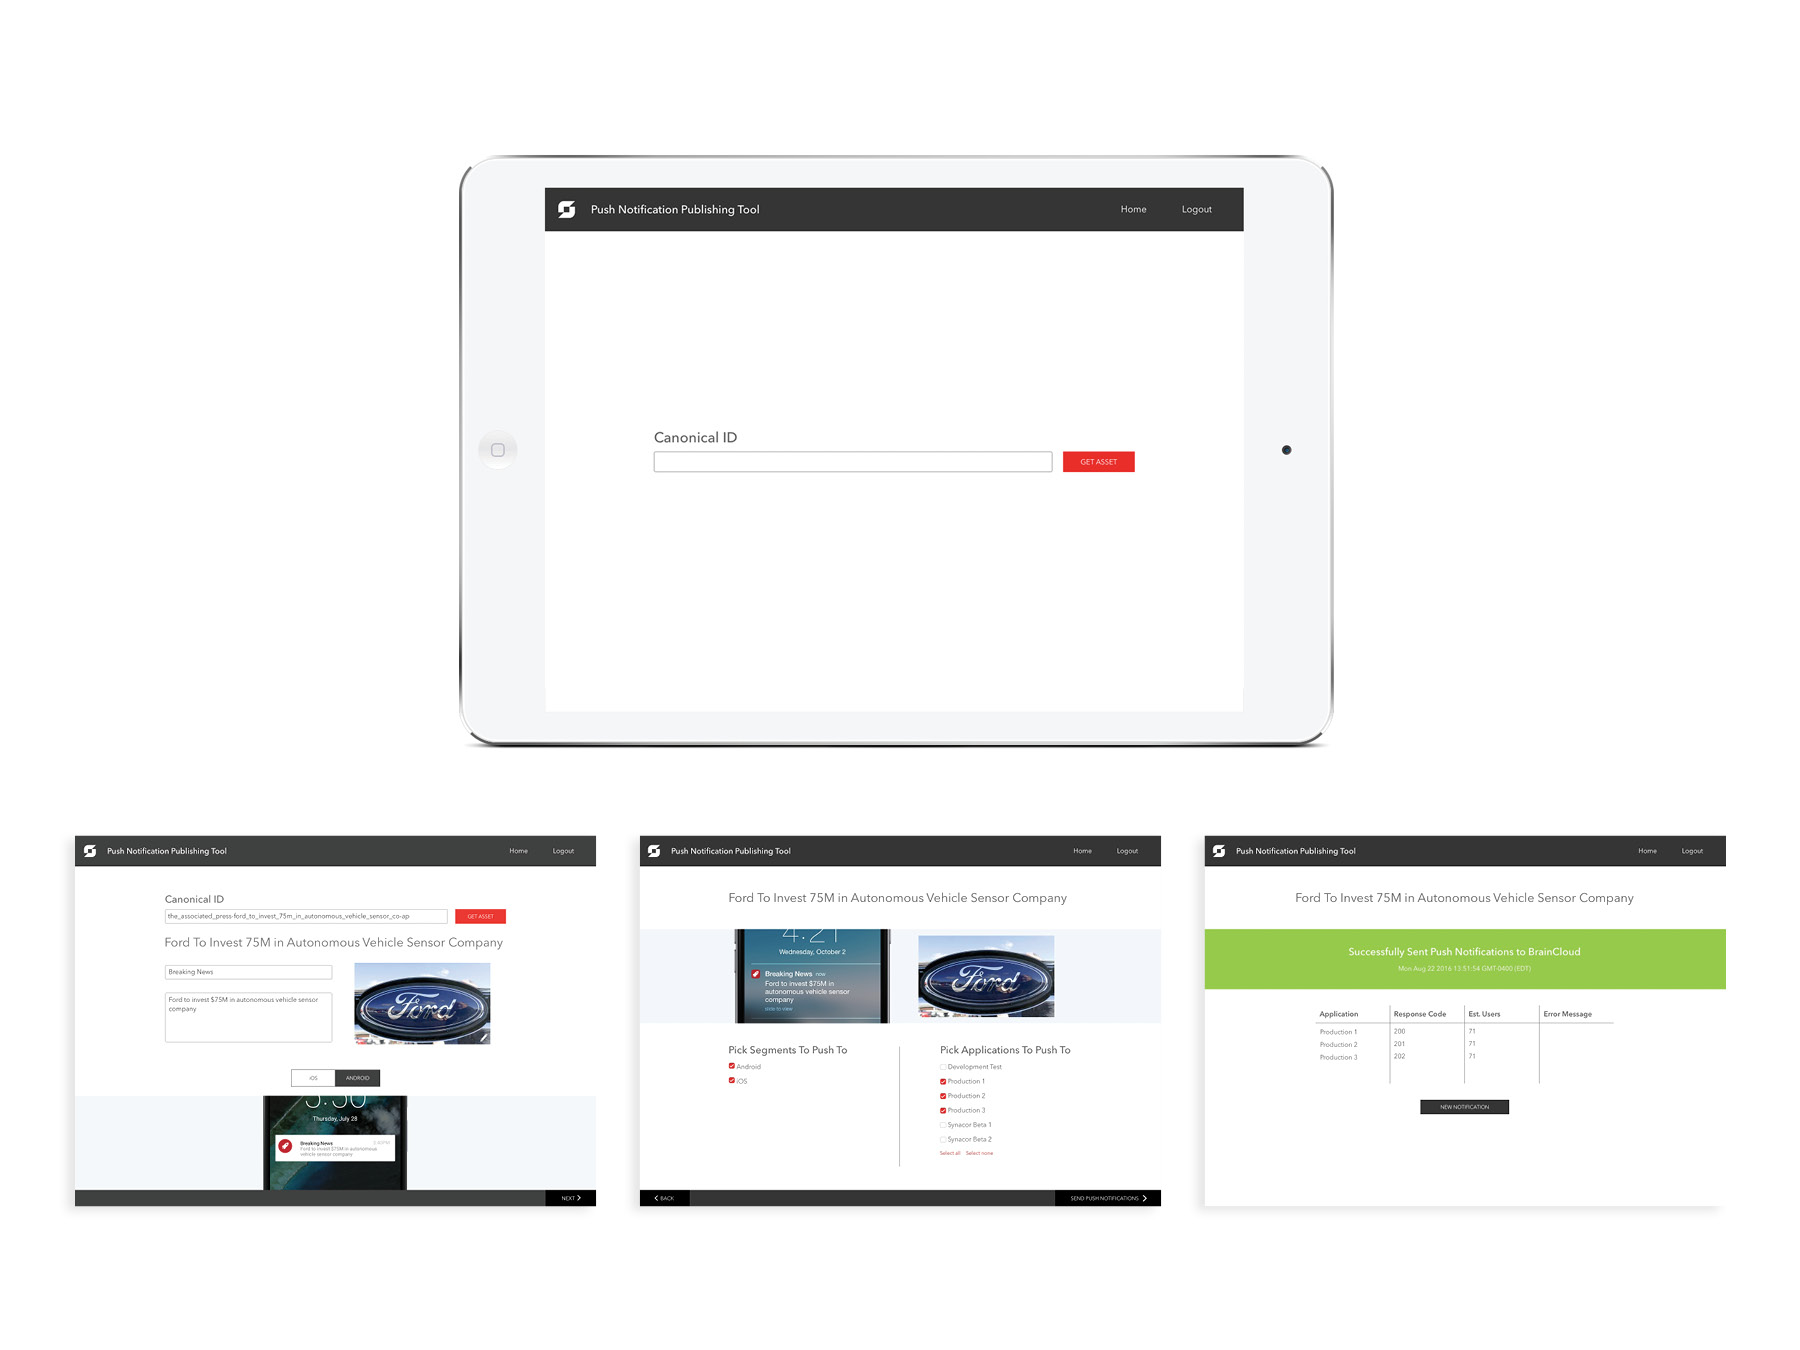 Push Notification Publishing Tool
Home
Logout
Canonical ID
GET ASSET
Push Notification Publishing Tool
Home
Logout
Canonical ID
the_associated_press-ford_to_invest_75m_in_autonomous_vehicle_sensor_co-ap
GET ASSET
Ford To Invest 75M in Autonomous Vehicle Sensor Company
Breaking News
Ford to invest $75M in autonomous vehicle sensor
company
Ford
iOS
ANDROID
Thursday, July 28
Breaking News
Ford to invest $75M in autonomous
vehicle sensor company
NEXT
Push Notification Publishing Tool
Home
Logout
Ford To Invest 75M in Autonomous Vehicle Sensor Company
4:21
Wednesday, October 2
Breaking News now
Ford to invest $75M in
autonomous vehicle sensor
company
slide to view
Ford
Pick Segments To Push To
Android
iOS
Pick Applications To Push To
Development Test
Production 1
Production 2
Production 3
Synacor Beta 1
Synacor Beta 2
Select all Select none
BACK
SEND PUSH NOTIFICATIONS
Push Notification Publishing Tool
Home
Logout
Ford To Invest 75M in Autonomous Vehicle Sensor Company
Successfully Sent Push Notifications to BrainCloud
Mon Aug 22 2016 13:51:54 GMT-0400 (EDT)
Application Response Code Est. Users Error Message
Production 1 200 71
Production 2 201 71
Production 3 202 71
NEW NOTIFICATION